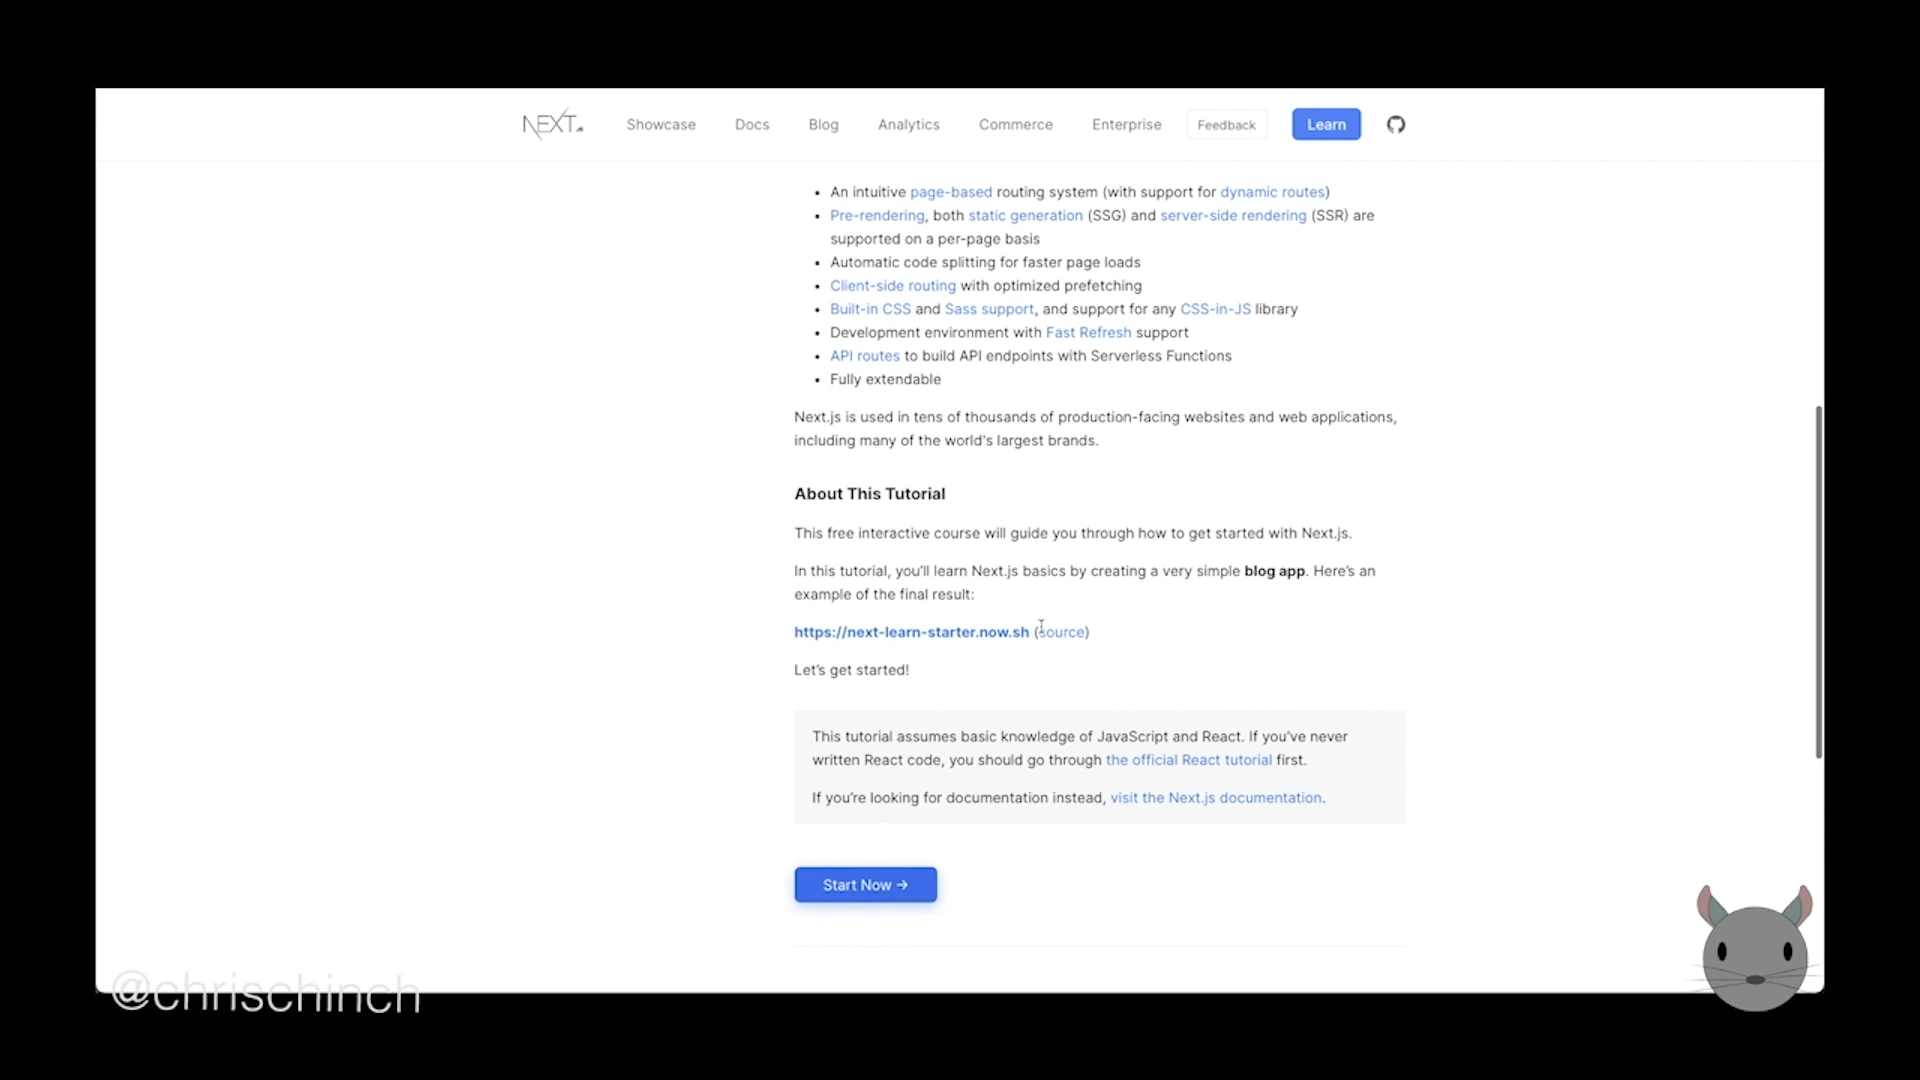 NEXT.JS Showcase Docs Blog Analytics Commerce Enterprise Feedback Learn
• An intuitive page-based routing system (with support for dynamic routes)
• Pre-rendering, both static generation (SSG) and server-side rendering (SSR) are
supported on a per-page basis
• Automatic code splitting for faster page loads
• Client-side routing with optimized prefetching
• Built-in CSS and Sass support, and support for any CSS-in-JS library
• Development environment with Fast Refresh support
• API routes to build API endpoints with Serverless Functions
• Fully extendable
Next.js is used in tens of thousands of production-facing websites and web applications,
including many of the world's largest brands.
About This Tutorial
This free interactive course will guide you through how to get started with Next.js.
In this tutorial, you’ll learn Next.js basics by creating a very simple blog app. Here’s an
example of the final result:
https://next-learn-starter.now.sh (source)
Let’s get started!
This tutorial assumes basic knowledge of JavaScript and React. If you’ve never
written React code, you should go through the official React tutorial first.
If you’re looking for documentation instead, visit the Next.js documentation.
Start Now →
@chrischinch